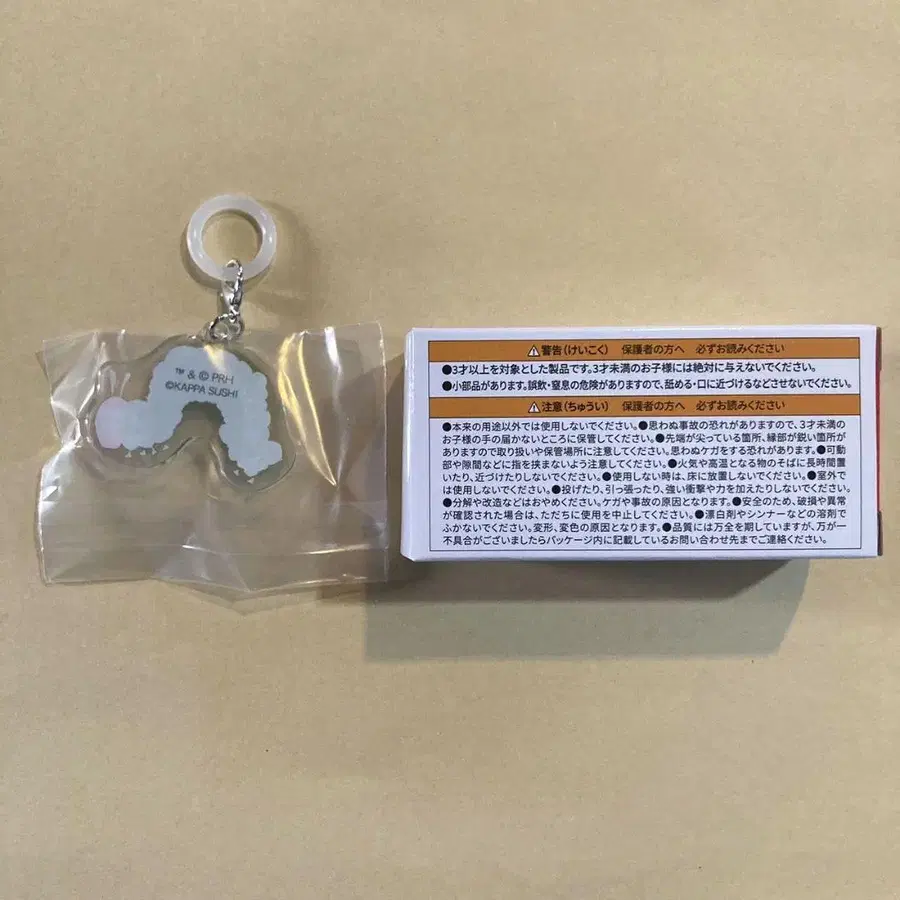 ™ & © PRH
©KAPPA SUSHI
⚠警告(けいこく) 保護者の方へ 必ずお読みください
●3才以上を対象とした製品です。3才未満のお子様には絶対に与えないでください。
●小部品があります。誤飲・窒息の危険がありますので、舐める・口に近づけるなどさせないでください。
⚠注意(ちゅうい) 保護者の方へ 必ずお読みください
●本来の用途以外では使用しないでください。●思わぬ事故の恐れがありますので、3才未満の
お子様の手の届かないところに保管してください。●先端が尖っている箇所、縁部が鋭い箇所が
ありますので取り扱いや保管場所に注意してください。思わぬケガをする恐れがあります。●可動
部や隙間などに指を挟まないよう注意してください。●火気や高温となる物のそばに長時間置
いたり、近づけたりしないでください。●使用しない時は、床に放置しないでください。●室外で
は使用しないでください。●投げたり、引っ張ったり、強い衝撃や力を加えたりしないでください。
●分解や改造などはおやめください。ケガや事故の原因となります。●安全のため、破損や異常
が確認された場合は、ただちに使用を中止してください。●漂白剤やシンナーなどの溶剤で
ふかないでください。変形、変色の原因となります。●品質には万全を期していますが、万が一
不具合がございましたらパッケージ内に記載しているお問い合わせ先までご連絡ください。